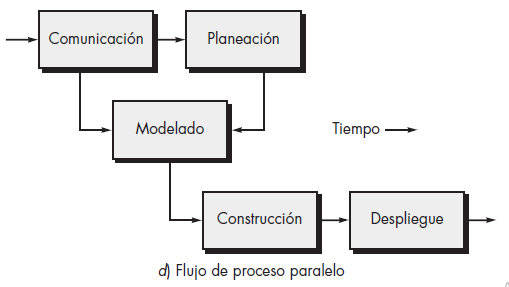 Comunicación
Planeación
Modelado
Tiempo
Construcción
Despliegue
d) Flujo de proceso paralelo